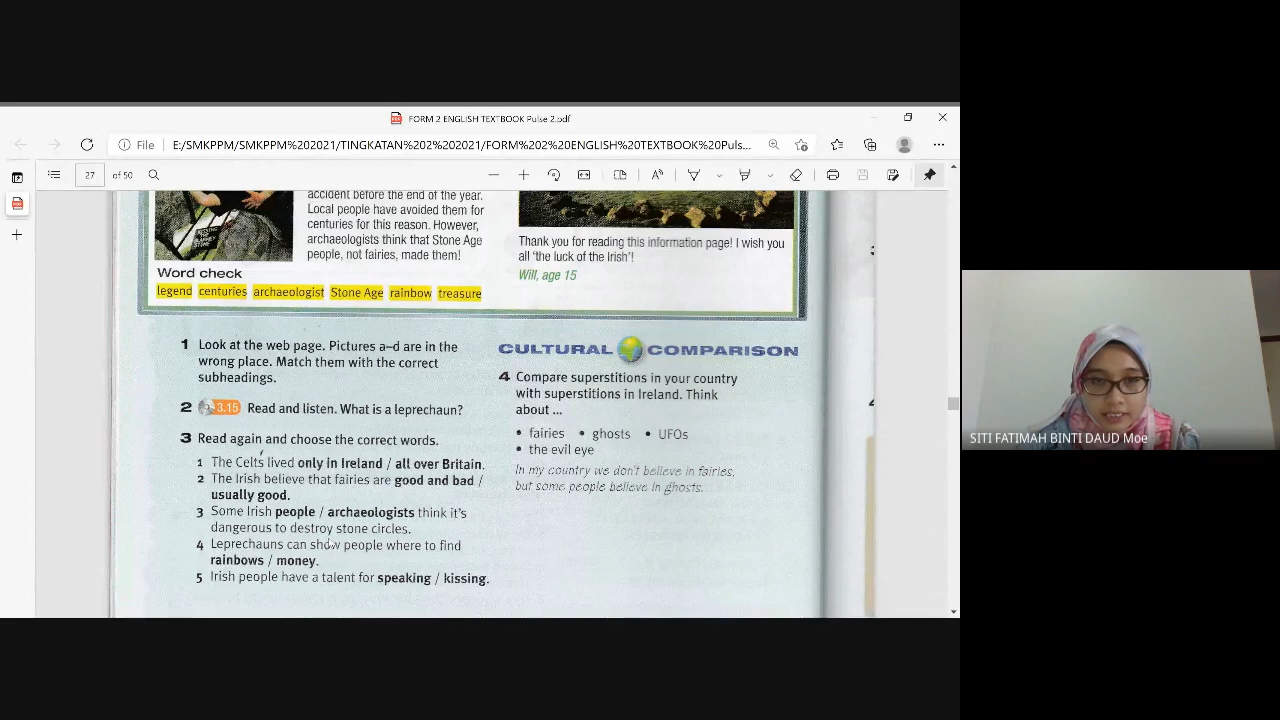 FORM 2 ENGLISH TEXTBOOK Pulse 2.pdf
File
E:/SMKPPM/SMKPPM%202021/TINGKATAN%202%202021/FORM%202%20ENGLISH%20TEXTBOOK%20Puls...
27
of 50
accident before the end of the year.
Local people have avoided them for
centuries for this reason. However,
archaeologists think that Stone Age
people, not fairies, made them!
Word check
legend centuries archaeologist Stone Age rainbow treasure
Thank you for reading this information page! I wish you
all 'the luck of the Irish'!
Will, age 15
1 Look at the web page. Pictures a–d are in the
wrong place. Match them with the correct
subheadings.
2 3.15 Read and listen. What is a leprechaun?
3 Read again and choose the correct words.
1 The Celts lived only in Ireland / all over Britain.
2 The Irish believe that fairies are good and bad /
usually good.
3 Some Irish people / archaeologists think it's
dangerous to destroy stone circles.
4 Leprechauns can show people where to find
rainbows / money.
5 Irish people have a talent for speaking / kissing.
CULTURAL COMPARISON
4 Compare superstitions in your country
with superstitions in Ireland. Think
about ...
• fairies • ghosts • UFOs
• the evil eye
In my country we don't believe in fairies,
but some people believe in ghosts.
SITI FATIMAH BINTI DAUD Moe